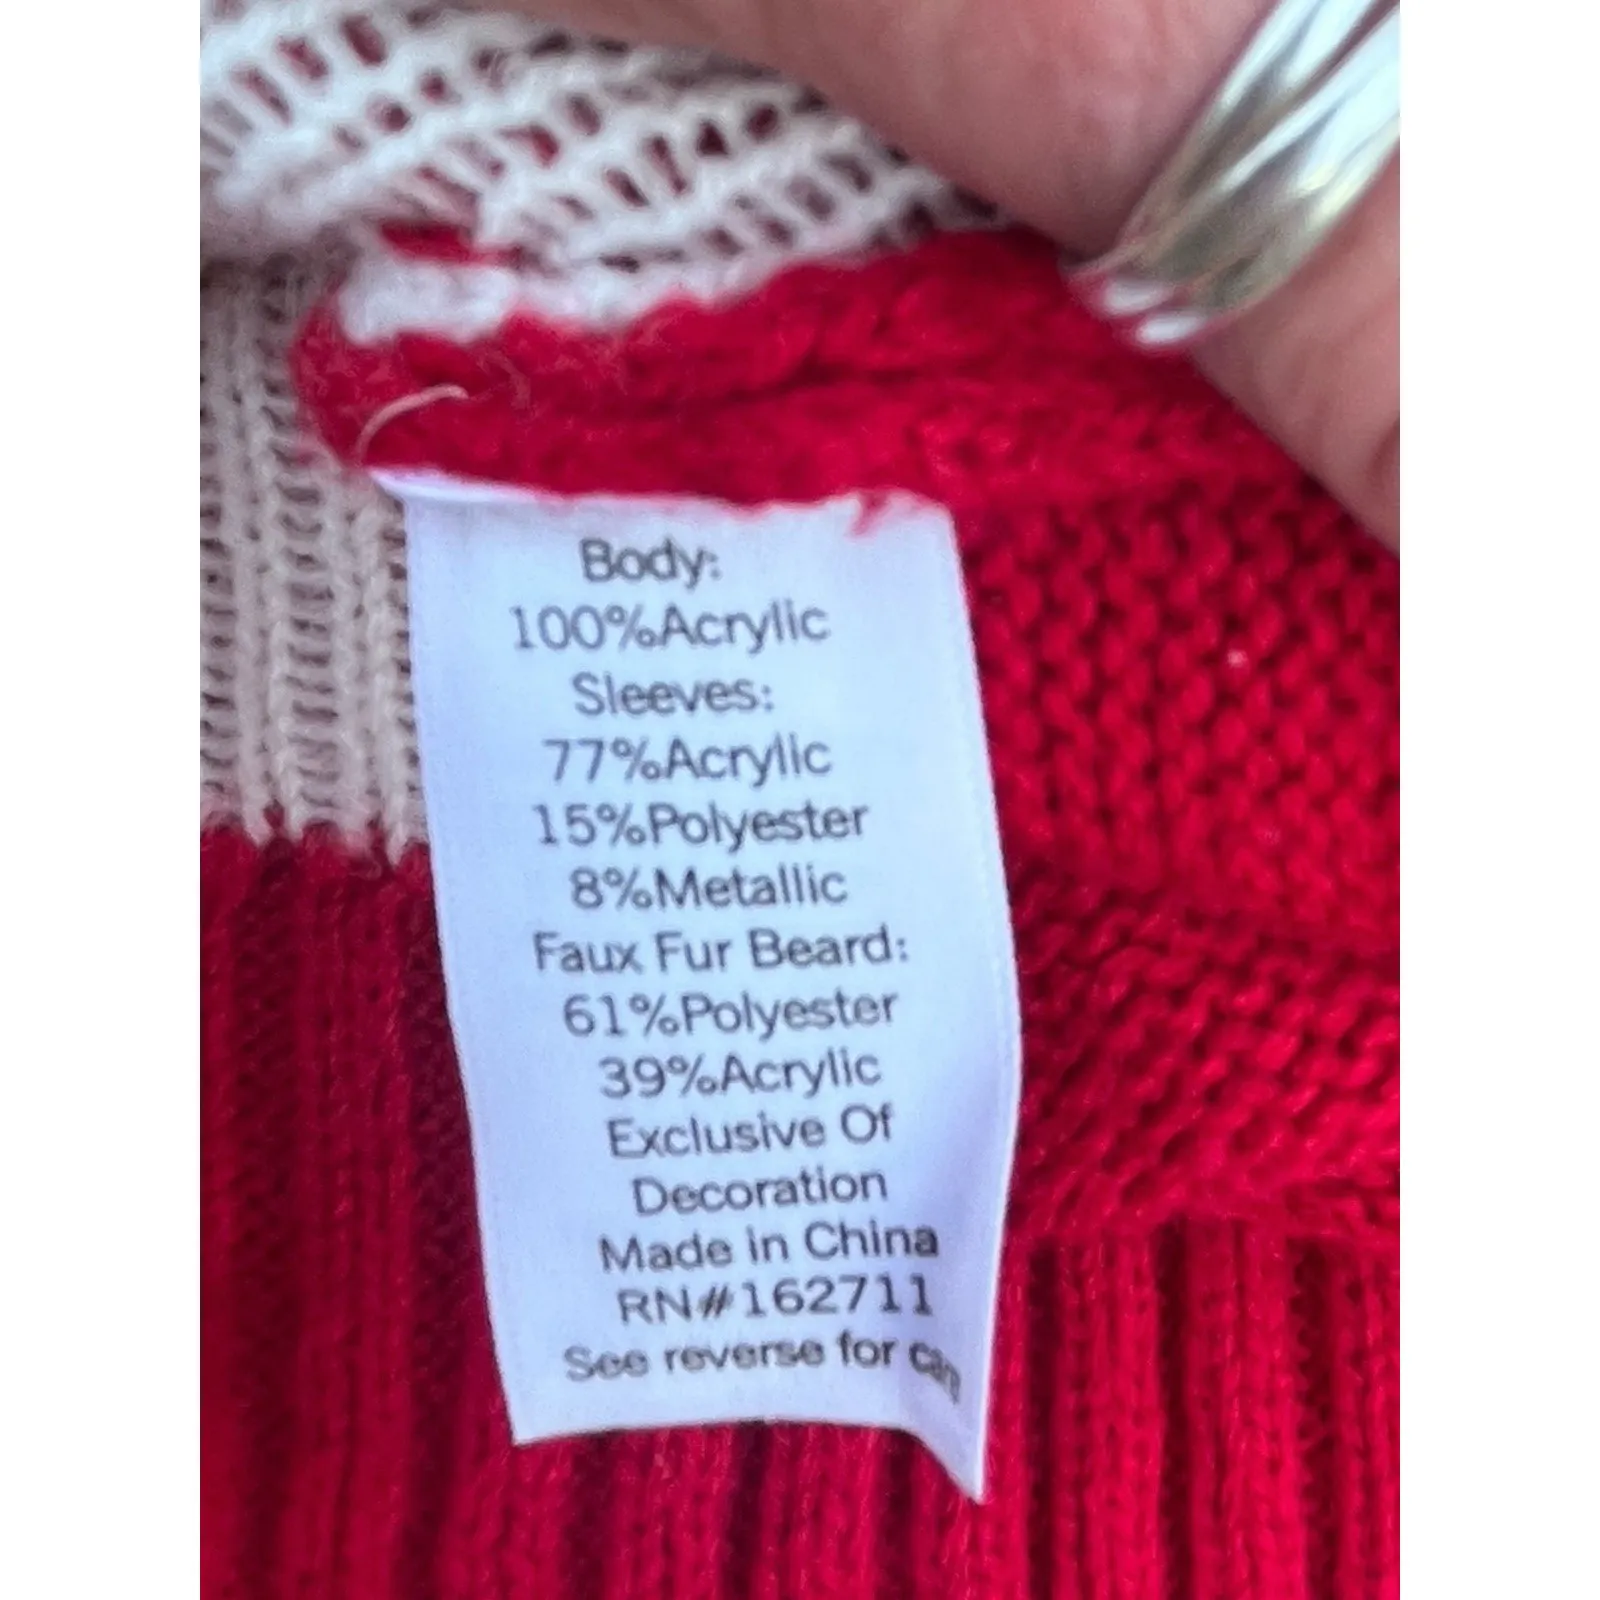 Body:
100%Acrylic
Sleeves:
77%Acrylic
15%Polyester
8%Metallic
Faux Fur Beard:
61%Polyester
39%Acrylic
Exclusive Of
Decoration
Made in China
RN#162711
See reverse for care